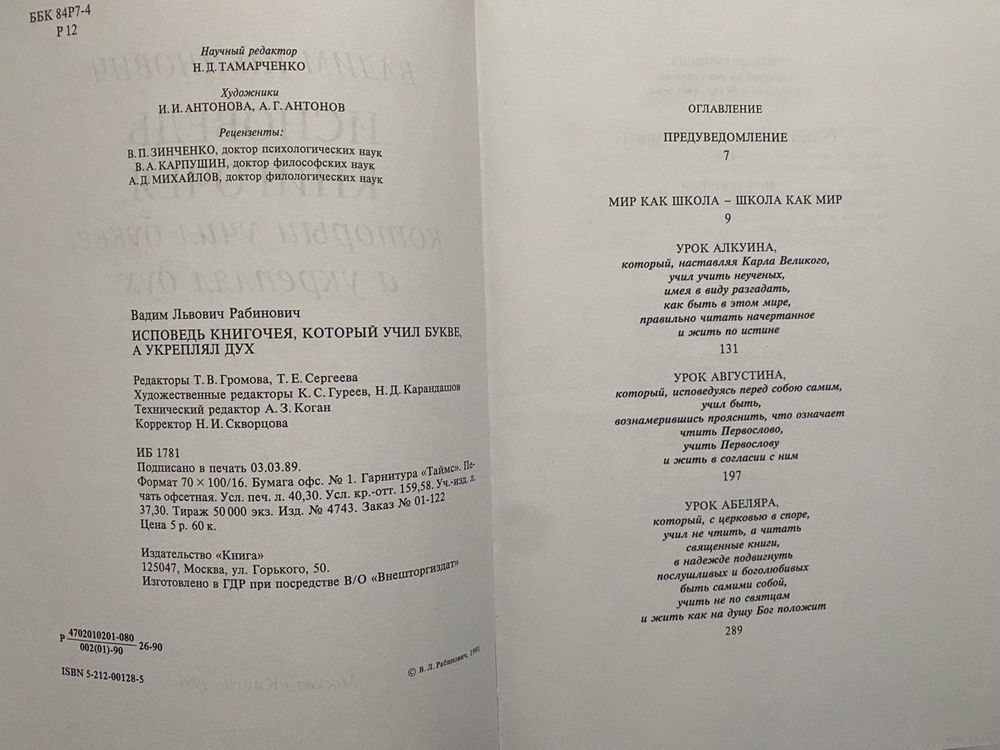 ББК 84Р7-4
Р 12
Научный редактор
Н. Д. ТАМАРЧЕНКО
Художники
И. И. АНТОНОВА, А. Г. АНТОНОВ
Рецензенты:
В. П. ЗИНЧЕНКО, доктор психологических наук
В. А. КАРПУШИН, доктор философских наук
А. Д. МИХАЙЛОВ, доктор филологических наук
Вадим Львович Рабинович
ИСПОВЕДЬ КНИГОЧЕЯ, КОТОРЫЙ УЧИЛ БУКВЕ,
А УКРЕПЛЯЛ ДУХ
Редакторы Т. В. Громова, Т. Е. Сергеева
Художественные редакторы К. С. Гуреев, Н. Д. Карандашов
Технический редактор А. З. Коган
Корректор Н. И. Скворцова
ИБ 1781
Подписано в печать 03.03.89.
Формат 70 × 100/16. Бумага офс. № 1. Гарнитура «Таймс». Пе-
чать офсетная. Усл. печ. л. 40,30. Усл. кр.-отт. 159,58. Уч.-изд. л.
37,30. Тираж 50 000 экз. Изд. № 4743. Заказ № 01-122
Цена 5 р. 60 к.
Издательство «Книга»
125047, Москва, ул. Горького, 50.
Изготовлено в ГДР при посредстве В/О «Внешторгиздат»
Р 4702010201-080
002(01)-90 26-90
ISBN 5-212-00128-5
© В. Л. Рабинович, 1991
ОГЛАВЛЕНИЕ
ПРЕДУВЕДОМЛЕНИЕ
7
МИР КАК ШКОЛА – ШКОЛА КАК МИР
9
УРОК АЛКУИНА,
который, наставляя Карла Великого,
учил учить неученых,
имея в виду разгадать,
как быть в этом мире,
правильно читать начертанное
и жить по истине
131
УРОК АВГУСТИНА,
который, исповедуясь перед собою самим,
учил быть,
вознамерившись прояснить, что означает
чтить Первослово,
учить Первослову
и жить в согласии с ним
197
УРОК АБЕЛЯРА,
который, с церковью в споре,
учил не чтить, а читать
священные книги,
в надежде подвигнуть
послушливых и боголюбивых
быть самими собой,
учить не по святцам
и жить как на душу Бог положит
289